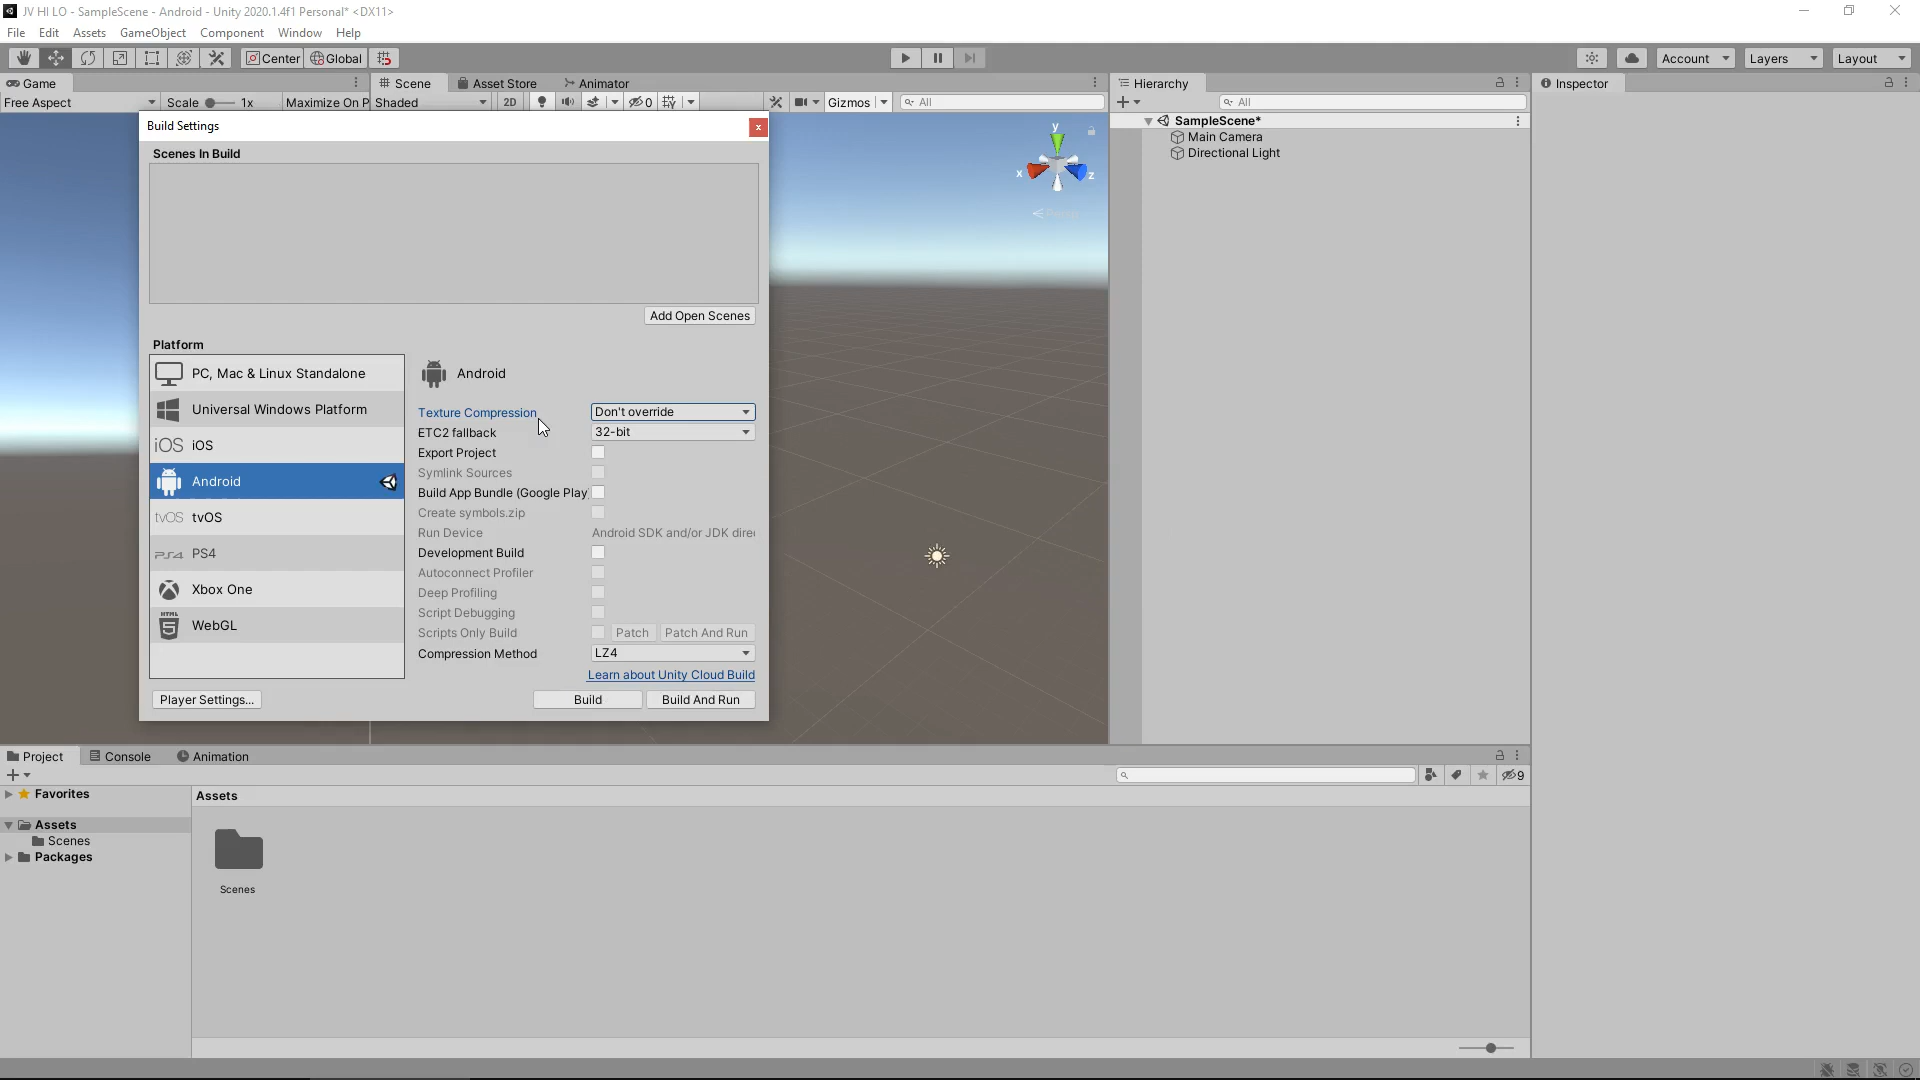 JV HI LO - SampleScene - Android - Unity 2020.1.4f1 Personal* <DX11>
File Edit Assets GameObject Component Window Help
Center Global Account Layers Layout
Game Scene Asset Store Animator Hierarchy Inspector
Free Aspect Scale 1x Maximize On P Shaded 2D 0 Gizmos All All
Build Settings
x
Scenes In Build
SampleScene*
Main Camera
Directional Light
y
x
z
Persp
Add Open Scenes
Platform
PC, Mac & Linux Standalone
Universal Windows Platform
iOS iOS
Android
tvOS tvOS
PS4 PS4
Xbox One
HTML 5 WebGL
Android
Texture Compression Don't override
ETC2 fallback 32-bit
Export Project
Symlink Sources
Build App Bundle (Google Play
Create symbols.zip
Run Device Android SDK and/or JDK dire
Development Build
Autoconnect Profiler
Deep Profiling
Script Debugging
Scripts Only Build Patch Patch And Run
Compression Method LZ4
Learn about Unity Cloud Build
Player Settings... Build Build And Run
Project Console Animation
9
Favorites
Assets
Scenes
Packages
Assets
Scenes